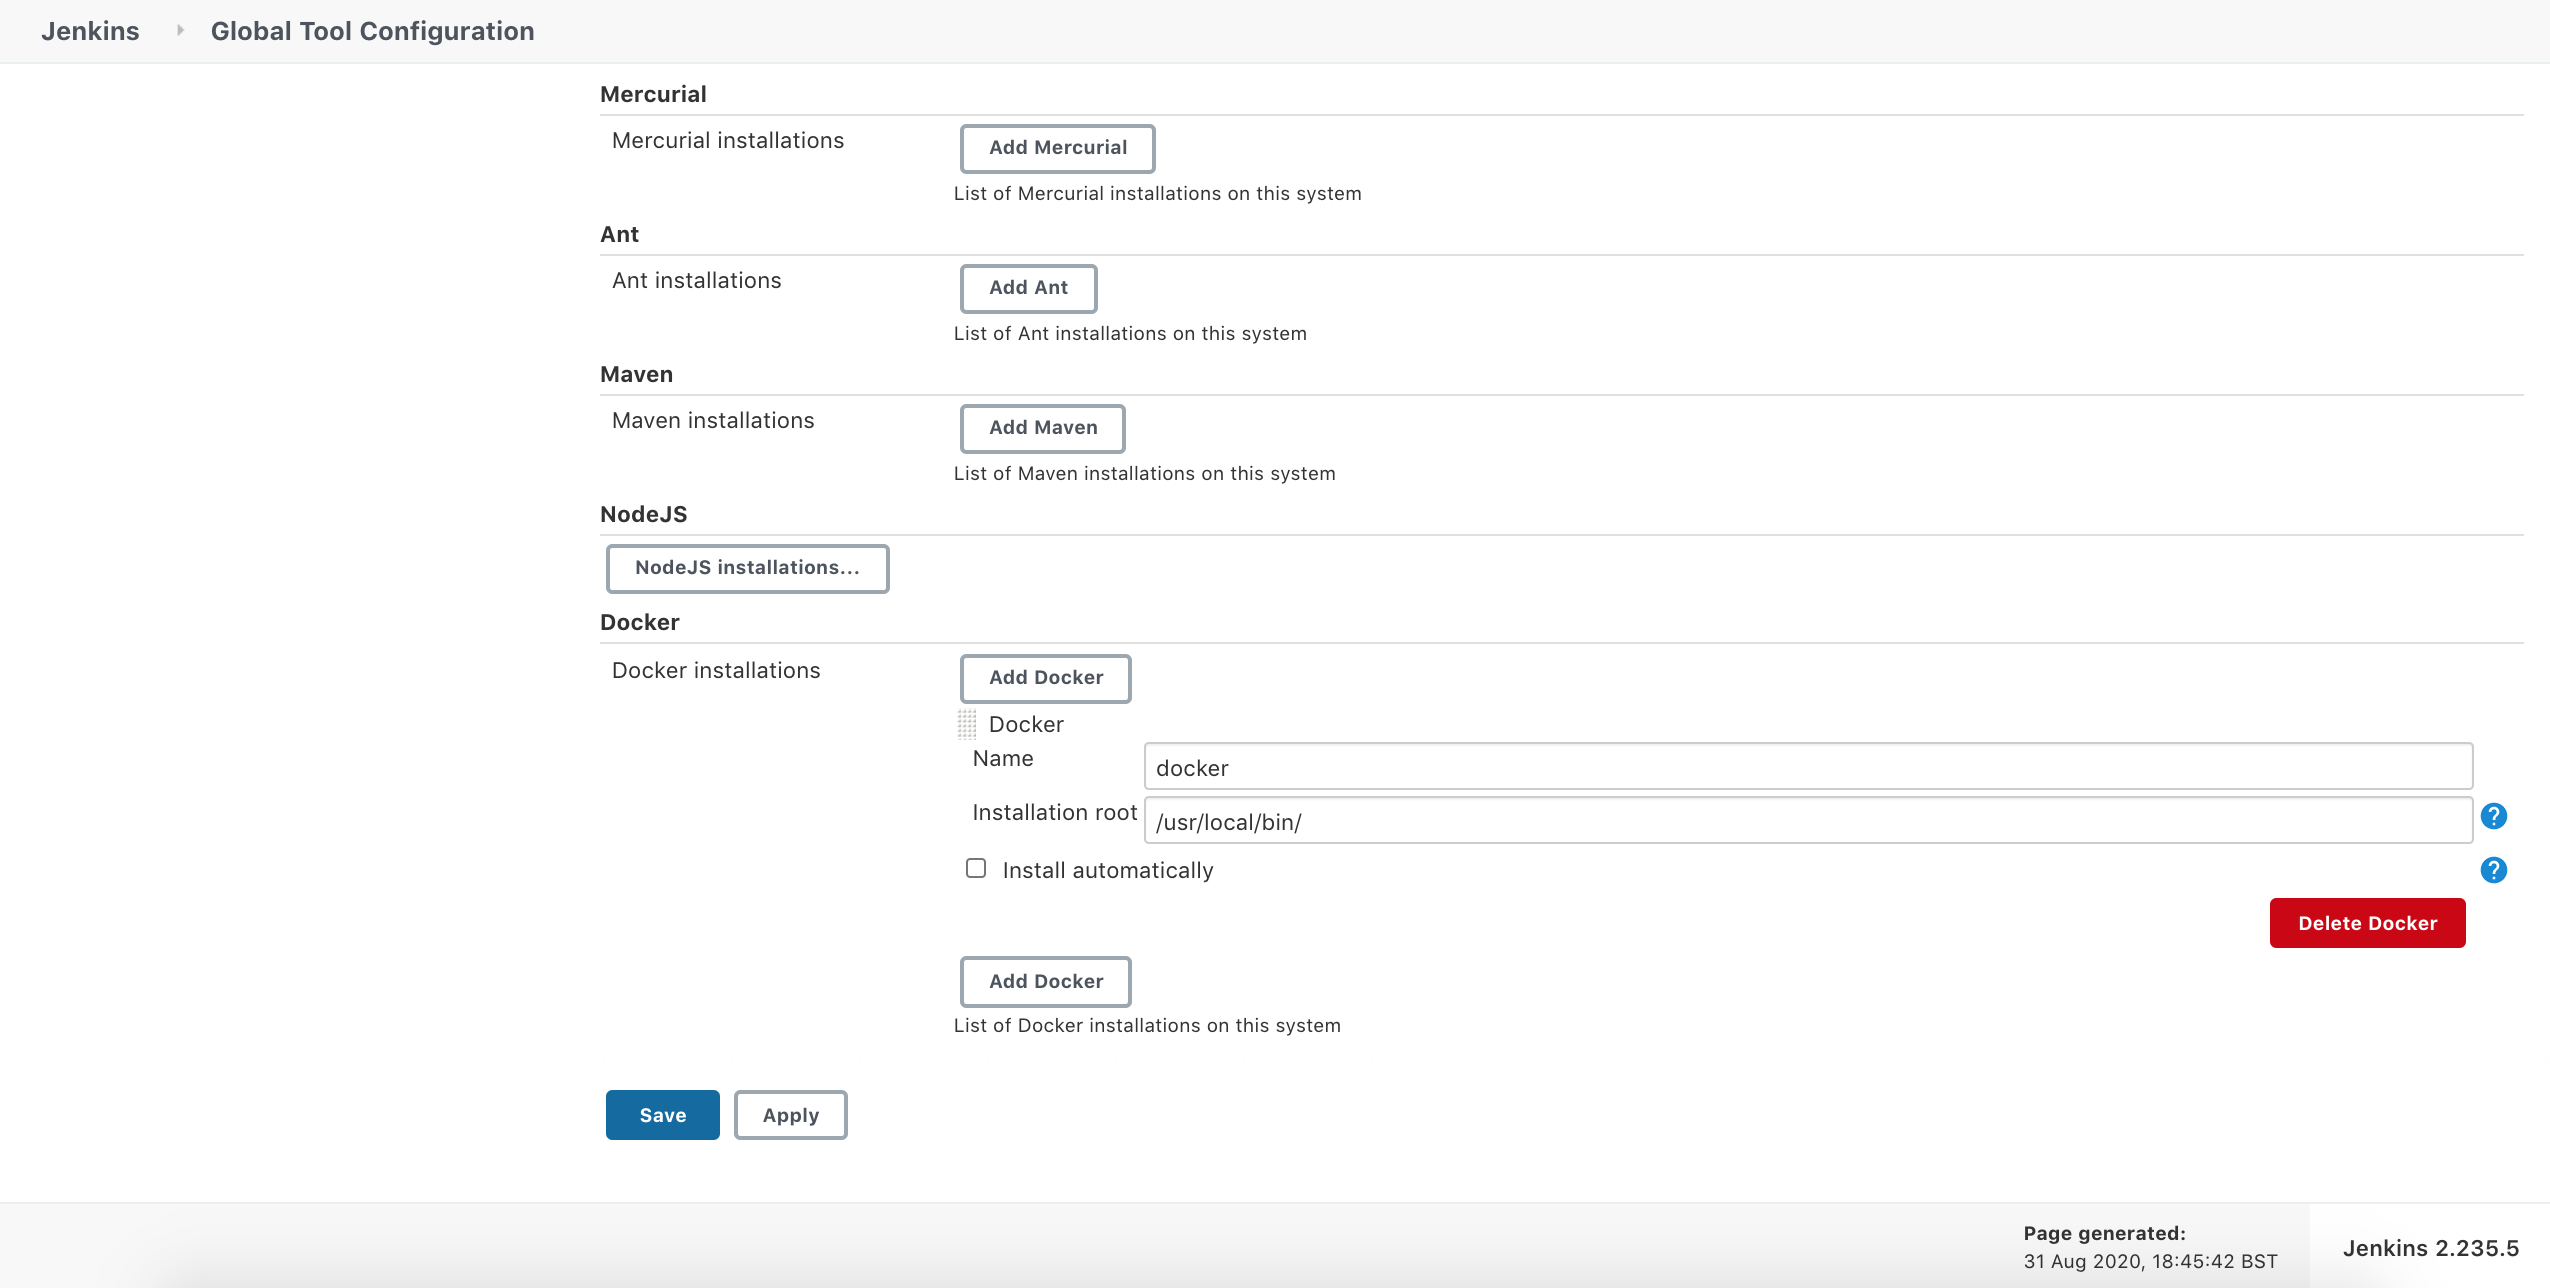 Jenkins Global Tool Configuration
Mercurial
Mercurial installations Add Mercurial
List of Mercurial installations on this system
Ant
Ant installations Add Ant
List of Ant installations on this system
Maven
Maven installations Add Maven
List of Maven installations on this system
NodeJS
NodeJS installations...
Docker
Docker installations Add Docker
Docker
Name docker
Installation root /usr/local/bin/ ?
Install automatically ?
Delete Docker
Add Docker
List of Docker installations on this system
Save Apply
Page generated:
31 Aug 2020, 18:45:42 BST
Jenkins 2.235.5